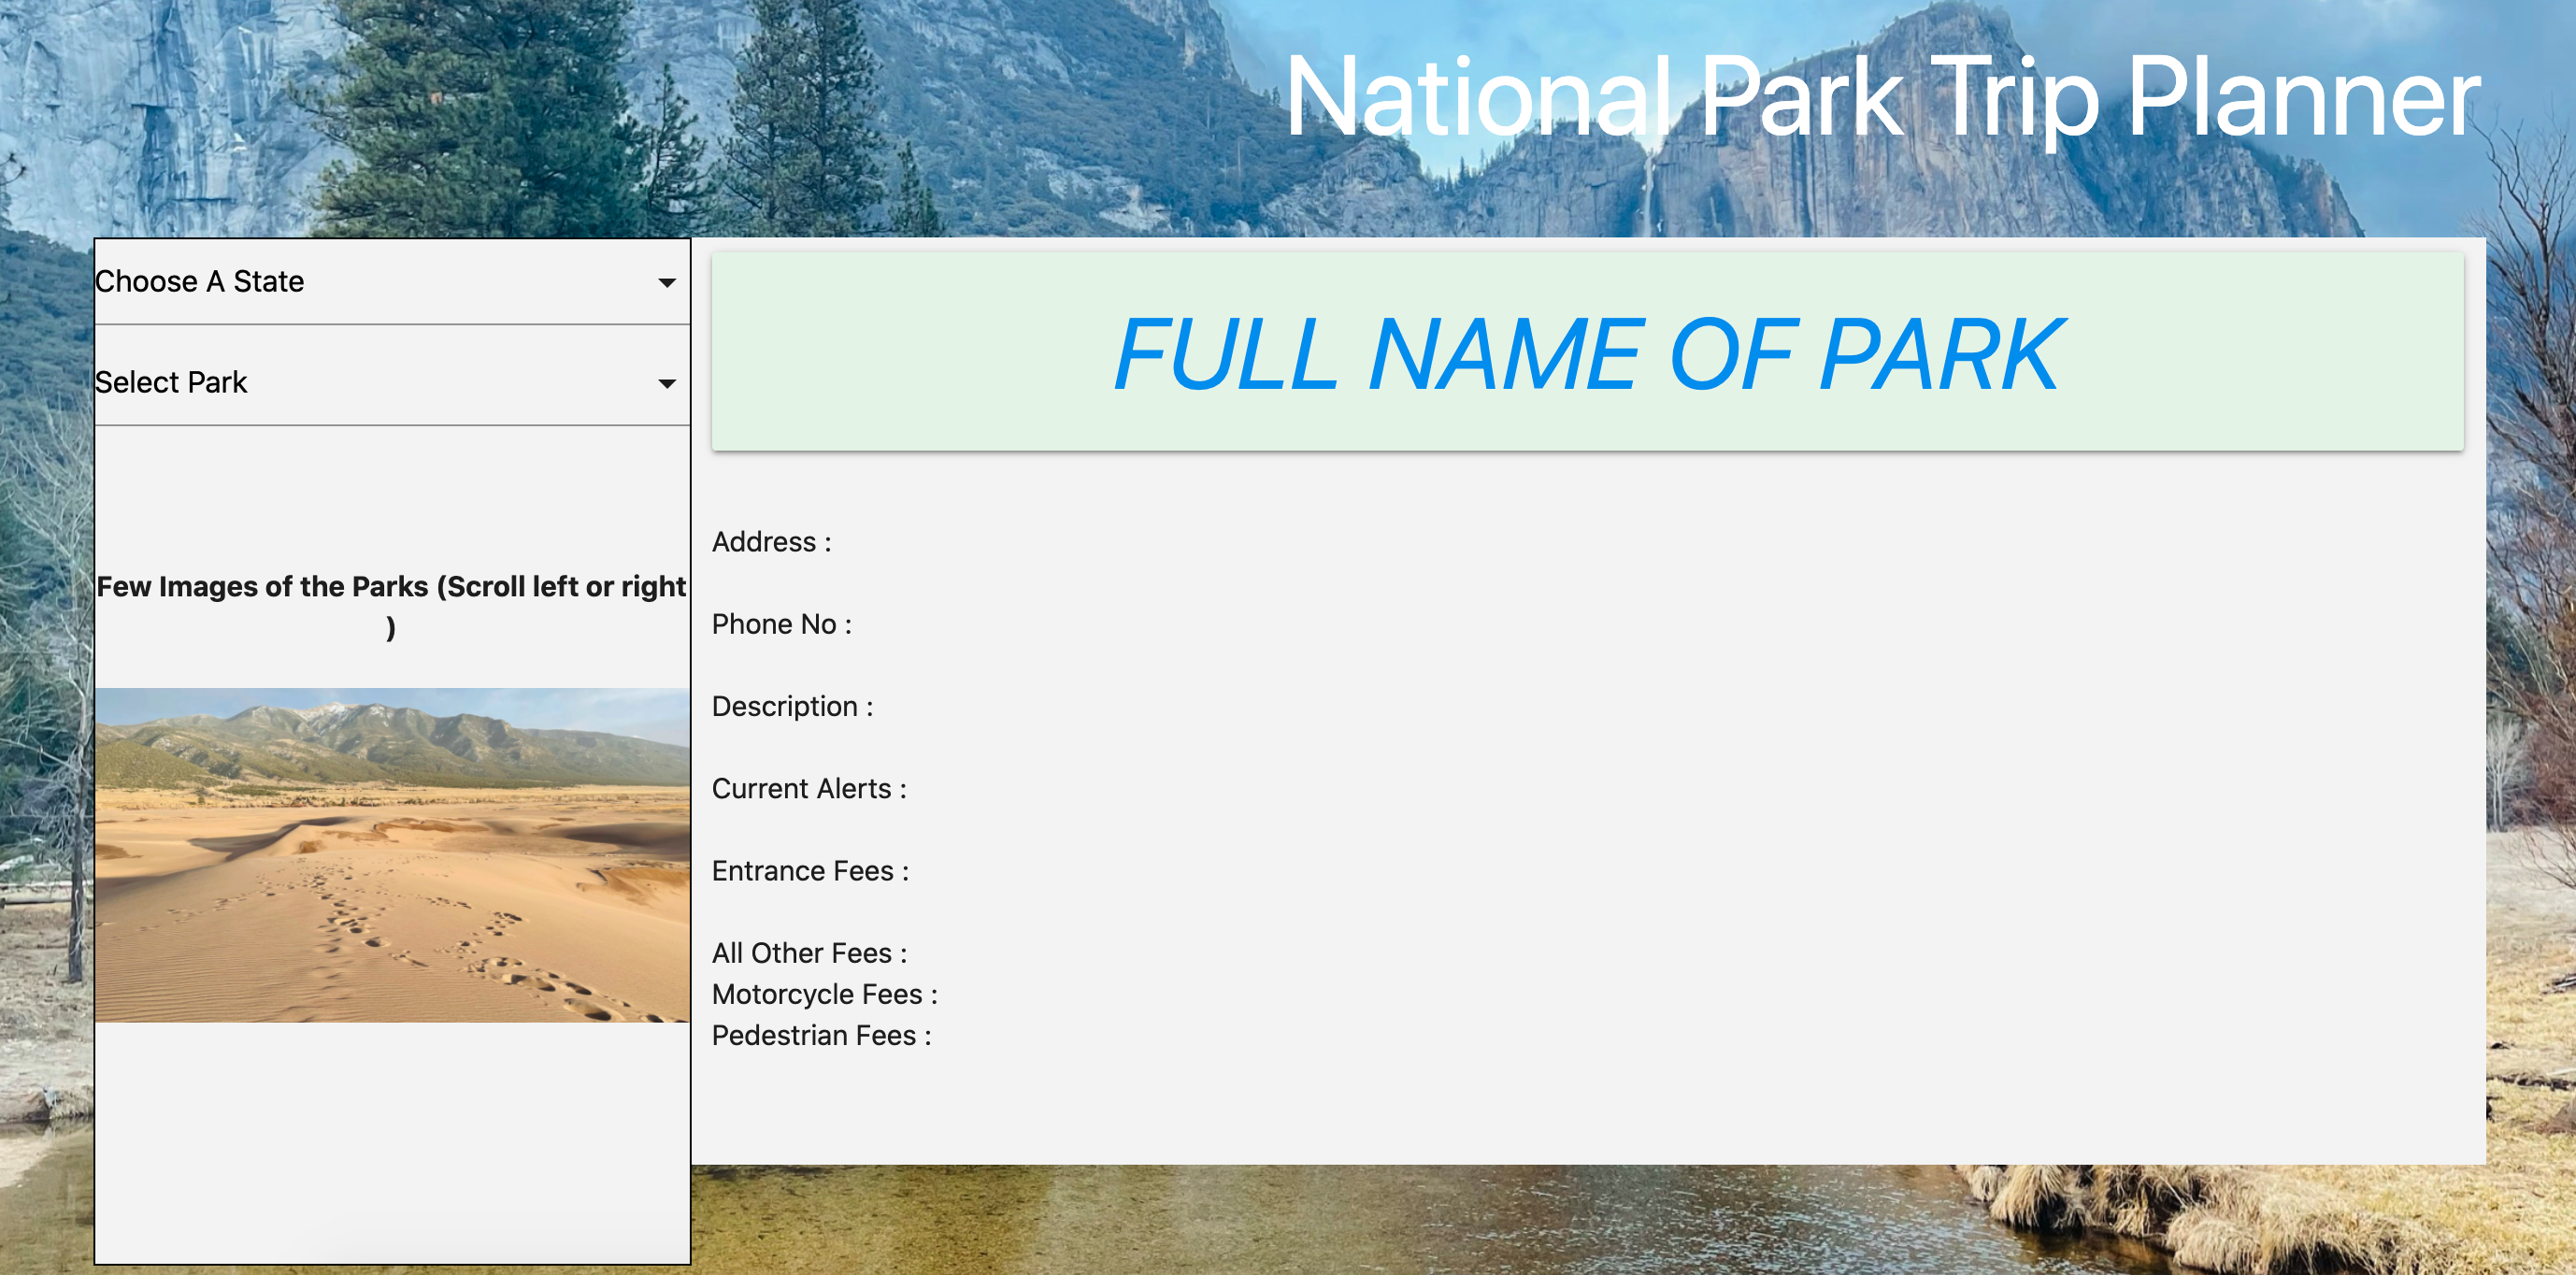 National Park Trip Planner
Choose A State
Select Park
Few Images of the Parks (Scroll left or right
)
FULL NAME OF PARK
Address :
Phone No :
Description :
Current Alerts :
Entrance Fees :
All Other Fees :
Motorcycle Fees :
Pedestrian Fees :